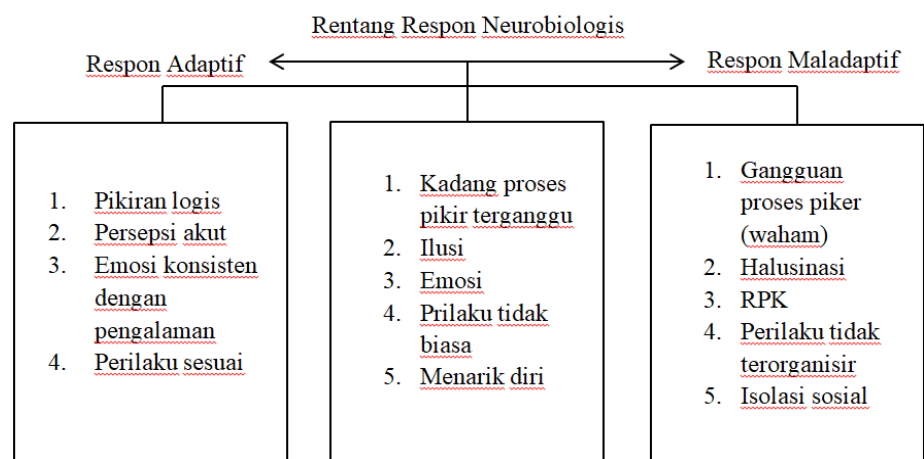 Rentang Respon Neurobiologis
Respon Adaptif
Respon Maladaptif
1. Pikiran logis
2. Persepsi akut
3. Emosi konsisten
dengan
pengalaman
4. Perilaku sesuai
1. Kadang proses
pikir terganggu
2. Ilusi
3. Emosi
4. Prilaku tidak
biasa
5. Menarik diri
1. Gangguan
proses piker
(waham)
2. Halusinasi
3. RPK
4. Perilaku tidak
terorganisir
5. Isolasi sosial